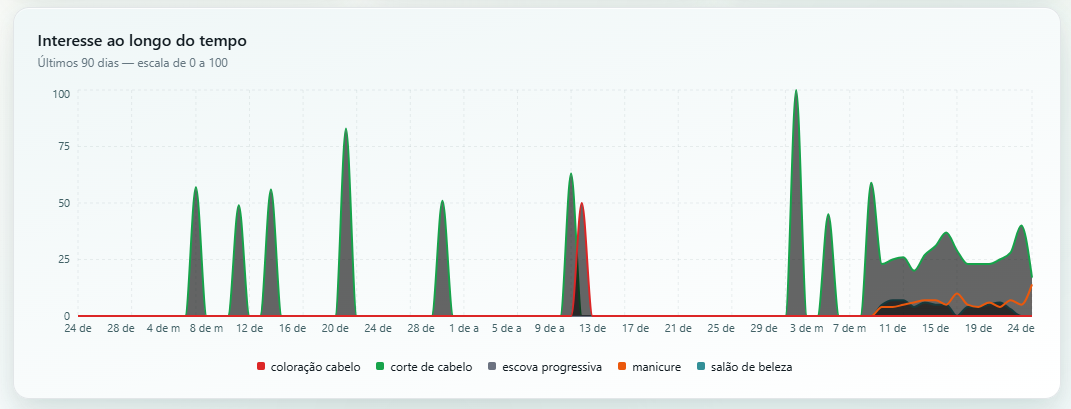 Interesse ao longo do tempo
Últimos 90 dias — escala de 0 a 100
100
75
50
25
0
24 de 28 de 4 de m 8 de m 12 de 16 de 20 de 24 de 28 de 1 de a 5 de a 9 de a 13 de 17 de 21 de 25 de 29 de 3 de m 7 de m 11 de 15 de 19 de 24 de
coloração cabelo corte de cabelo escova progressiva manicure salão de beleza